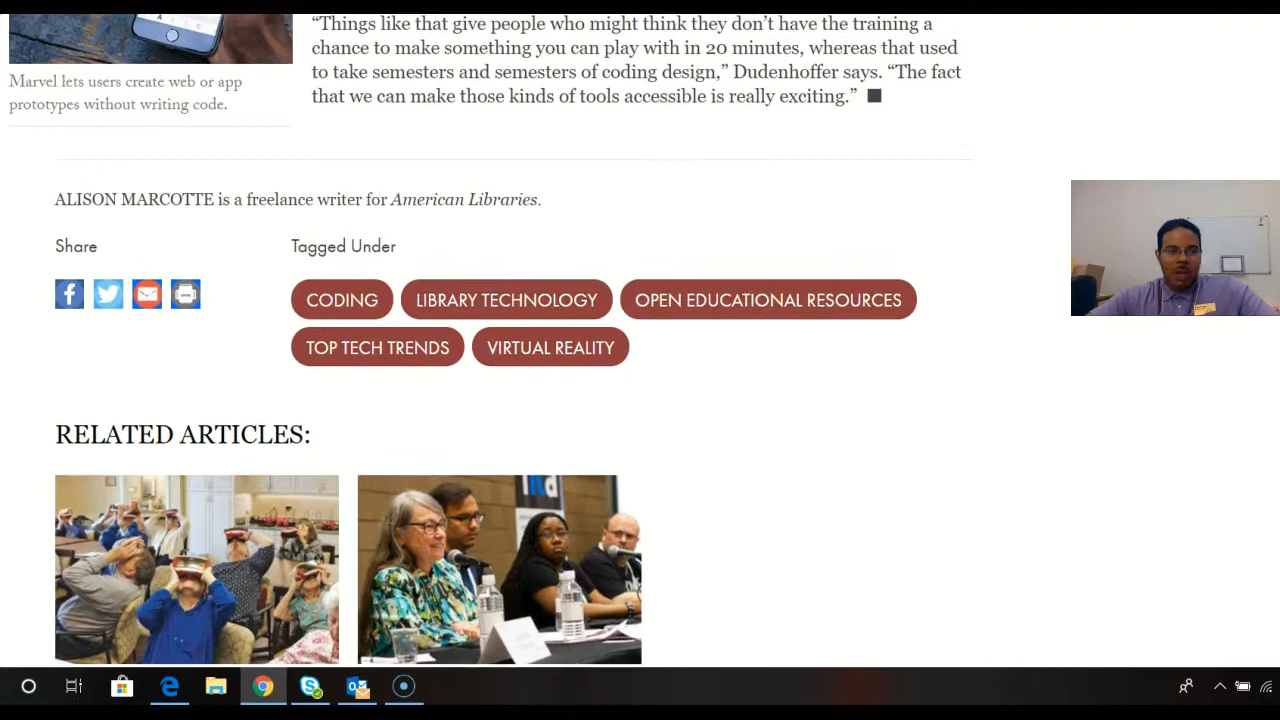 “Things like that give people who might think they don’t have the training a
chance to make something you can play with in 20 minutes, whereas that used
to take semesters and semesters of coding design,” Dudenhoffer says. “The fact
that we can make those kinds of tools accessible is really exciting.” ■
Marvel lets users create web or app
prototypes without writing code.
ALISON MARCOTTE is a freelance writer for American Libraries.
Share
Tagged Under
CODING
LIBRARY TECHNOLOGY
OPEN EDUCATIONAL RESOURCES
TOP TECH TRENDS
VIRTUAL REALITY
RELATED ARTICLES: